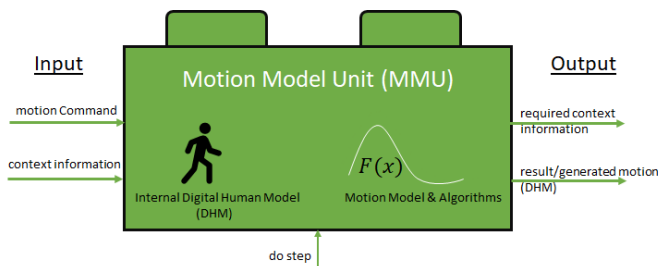 Input
Output
Motion Model Unit (MMU)
motion Command
context information
F(x)
Internal Digital Human Model
(DHM)
Motion Model & Algorithms
required context
information
result/generated motion
(DHM)
do step